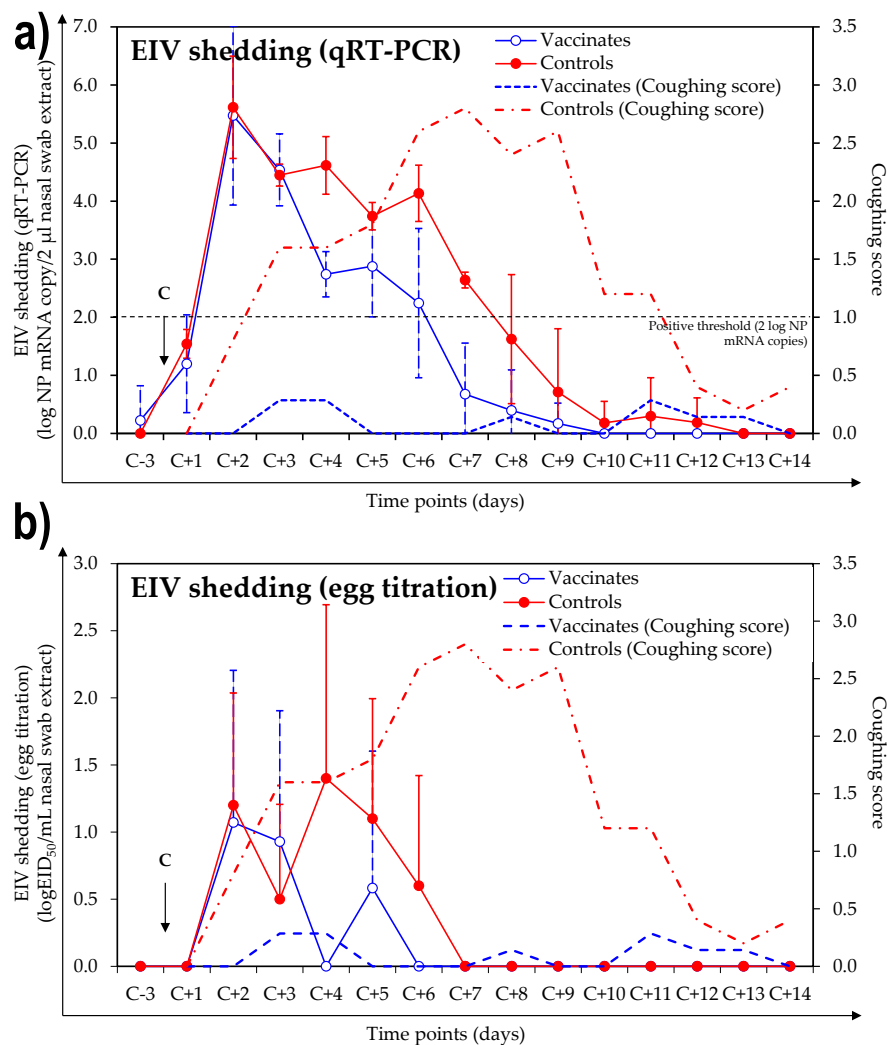 a)
EIV shedding (qRT-PCR)
Vaccinates
Controls
Vaccinates (Coughing score)
Controls (Coughing score)
EIV shedding (qRT-PCR)
(log NP mRNA copy/2 µl nasal swab extract)
7.0
6.0
5.0
4.0
3.0
2.0
1.0
0.0
3.5
3.0
2.5
2.0
1.5
1.0
0.5
0.0
Coughing score
C
Positive threshold (2 log NP
mRNA copies)
C-3 C+1 C+2 C+3 C+4 C+5 C+6 C+7 C+8 C+9 C+10 C+11 C+12 C+13 C+14
Time points (days)
b)
EIV shedding (egg titration)
Vaccinates
Controls
Vaccinates (Coughing score)
Controls (Coughing score)
EIV shedding (egg titration)
(logEID50/mL nasal swab extract)
3.0
2.5
2.0
1.5
1.0
0.5
0.0
3.5
3.0
2.5
2.0
1.5
1.0
0.5
0.0
Coughing score
C
C-3 C+1 C+2 C+3 C+4 C+5 C+6 C+7 C+8 C+9 C+10 C+11 C+12 C+13 C+14
Time points (days)